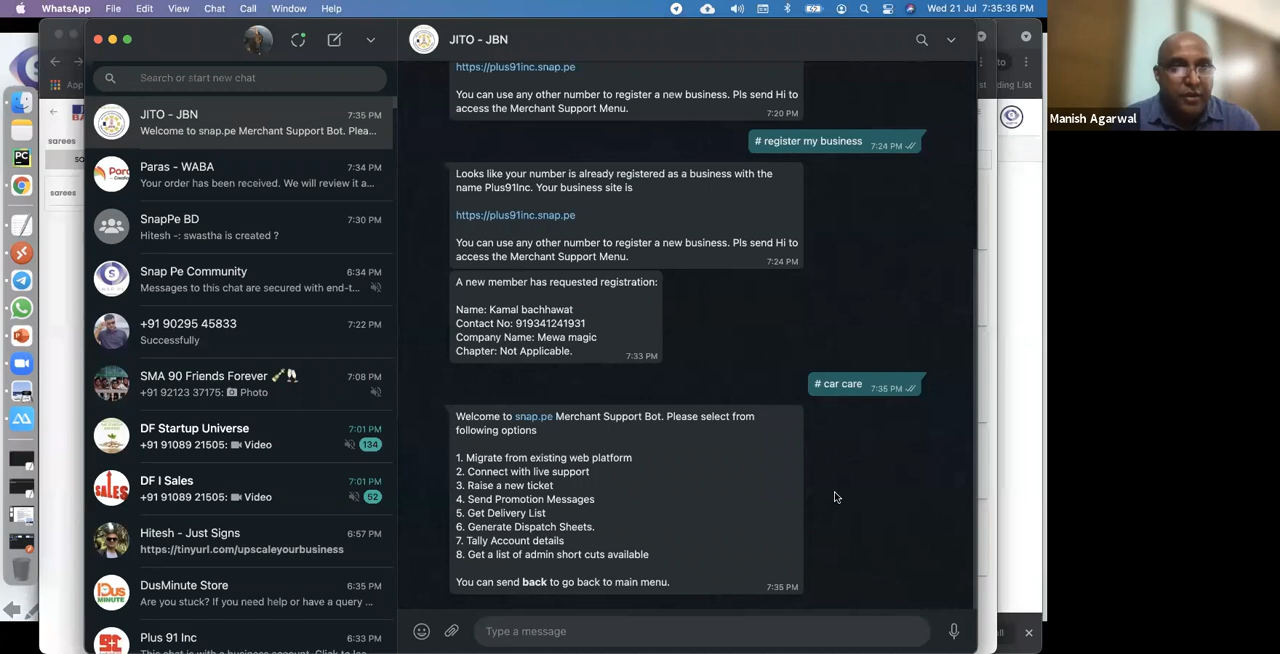 WhatsApp File Edit View Chat Call Window Help
Wed 21 Jul 7:35:36 PM
Manish Agarwal
Search or start new chat
JITO - JBN 7:35 PM
Welcome to snap.pe Merchant Support Bot. Plea...
Paras - WABA 7:34 PM
Your order has been received. We will review it a...
SnapPe BD 7:30 PM
Hitesh -: swastha is created ?
Snap Pe Community 6:34 PM
Messages to this chat are secured with end-t...
+91 90295 45833 7:22 PM
Successfully
SMA 90 Friends Forever 7:08 PM
+91 92123 37175: Photo
DF Startup Universe 7:01 PM
+91 91089 21505: Video 134
DF I Sales 7:01 PM
+91 91089 21505: Video 52
Hitesh - Just Signs 6:57 PM
https://tinyurl.com/upscaleyourbusiness
DusMinute Store 6:35 PM
Are you stuck? If you need help or have a query ...
Plus 91 Inc 6:33 PM
JITO - JBN
https://plus91inc.snap.pe
You can use any other number to register a new business. Pls send Hi to
access the Merchant Support Menu.
7:20 PM
# register my business 7:24 PM
Looks like your number is already registered as a business with the
name Plus91Inc. Your business site is
https://plus91inc.snap.pe
You can use any other number to register a new business. Pls send Hi to
access the Merchant Support Menu.
7:24 PM
A new member has requested registration:
Name: Kamal bachhawat
Contact No: 919341241931
Company Name: Mewa magic
Chapter: Not Applicable.
7:33 PM
# car care 7:35 PM
Welcome to snap.pe Merchant Support Bot. Please select from
following options
1. Migrate from existing web platform
2. Connect with live support
3. Raise a new ticket
4. Send Promotion Messages
5. Get Delivery List
6. Generate Dispatch Sheets.
7. Tally Account details
8. Get a list of admin short cuts available
You can send back to go back to main menu.
7:35 PM
Type a message
sarees
sarees